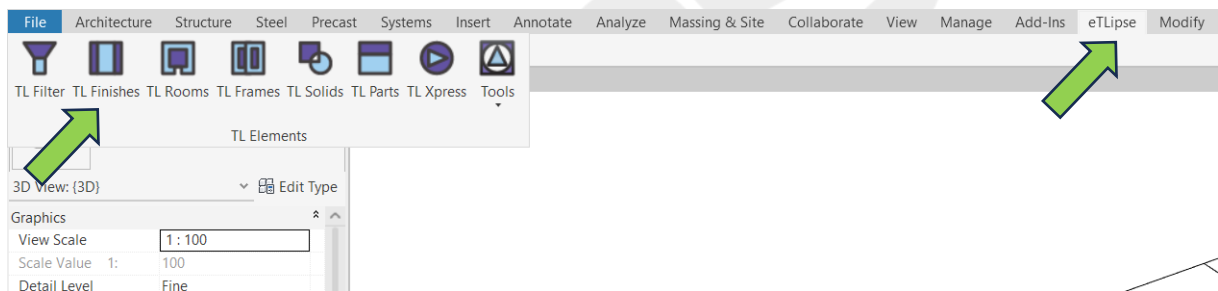 File Architecture Structure Steel Precast Systems Insert Annotate Analyze Massing & Site Collaborate View Manage Add-Ins eTLipse Modify
TL Filter TL Finishes TL Rooms TL Frames TL Solids TL Parts TL Xpress Tools
TL Elements
3D View: {3D} Edit Type
Graphics
View Scale 1 : 100
Scale Value 1: 100
Detail Level Fine